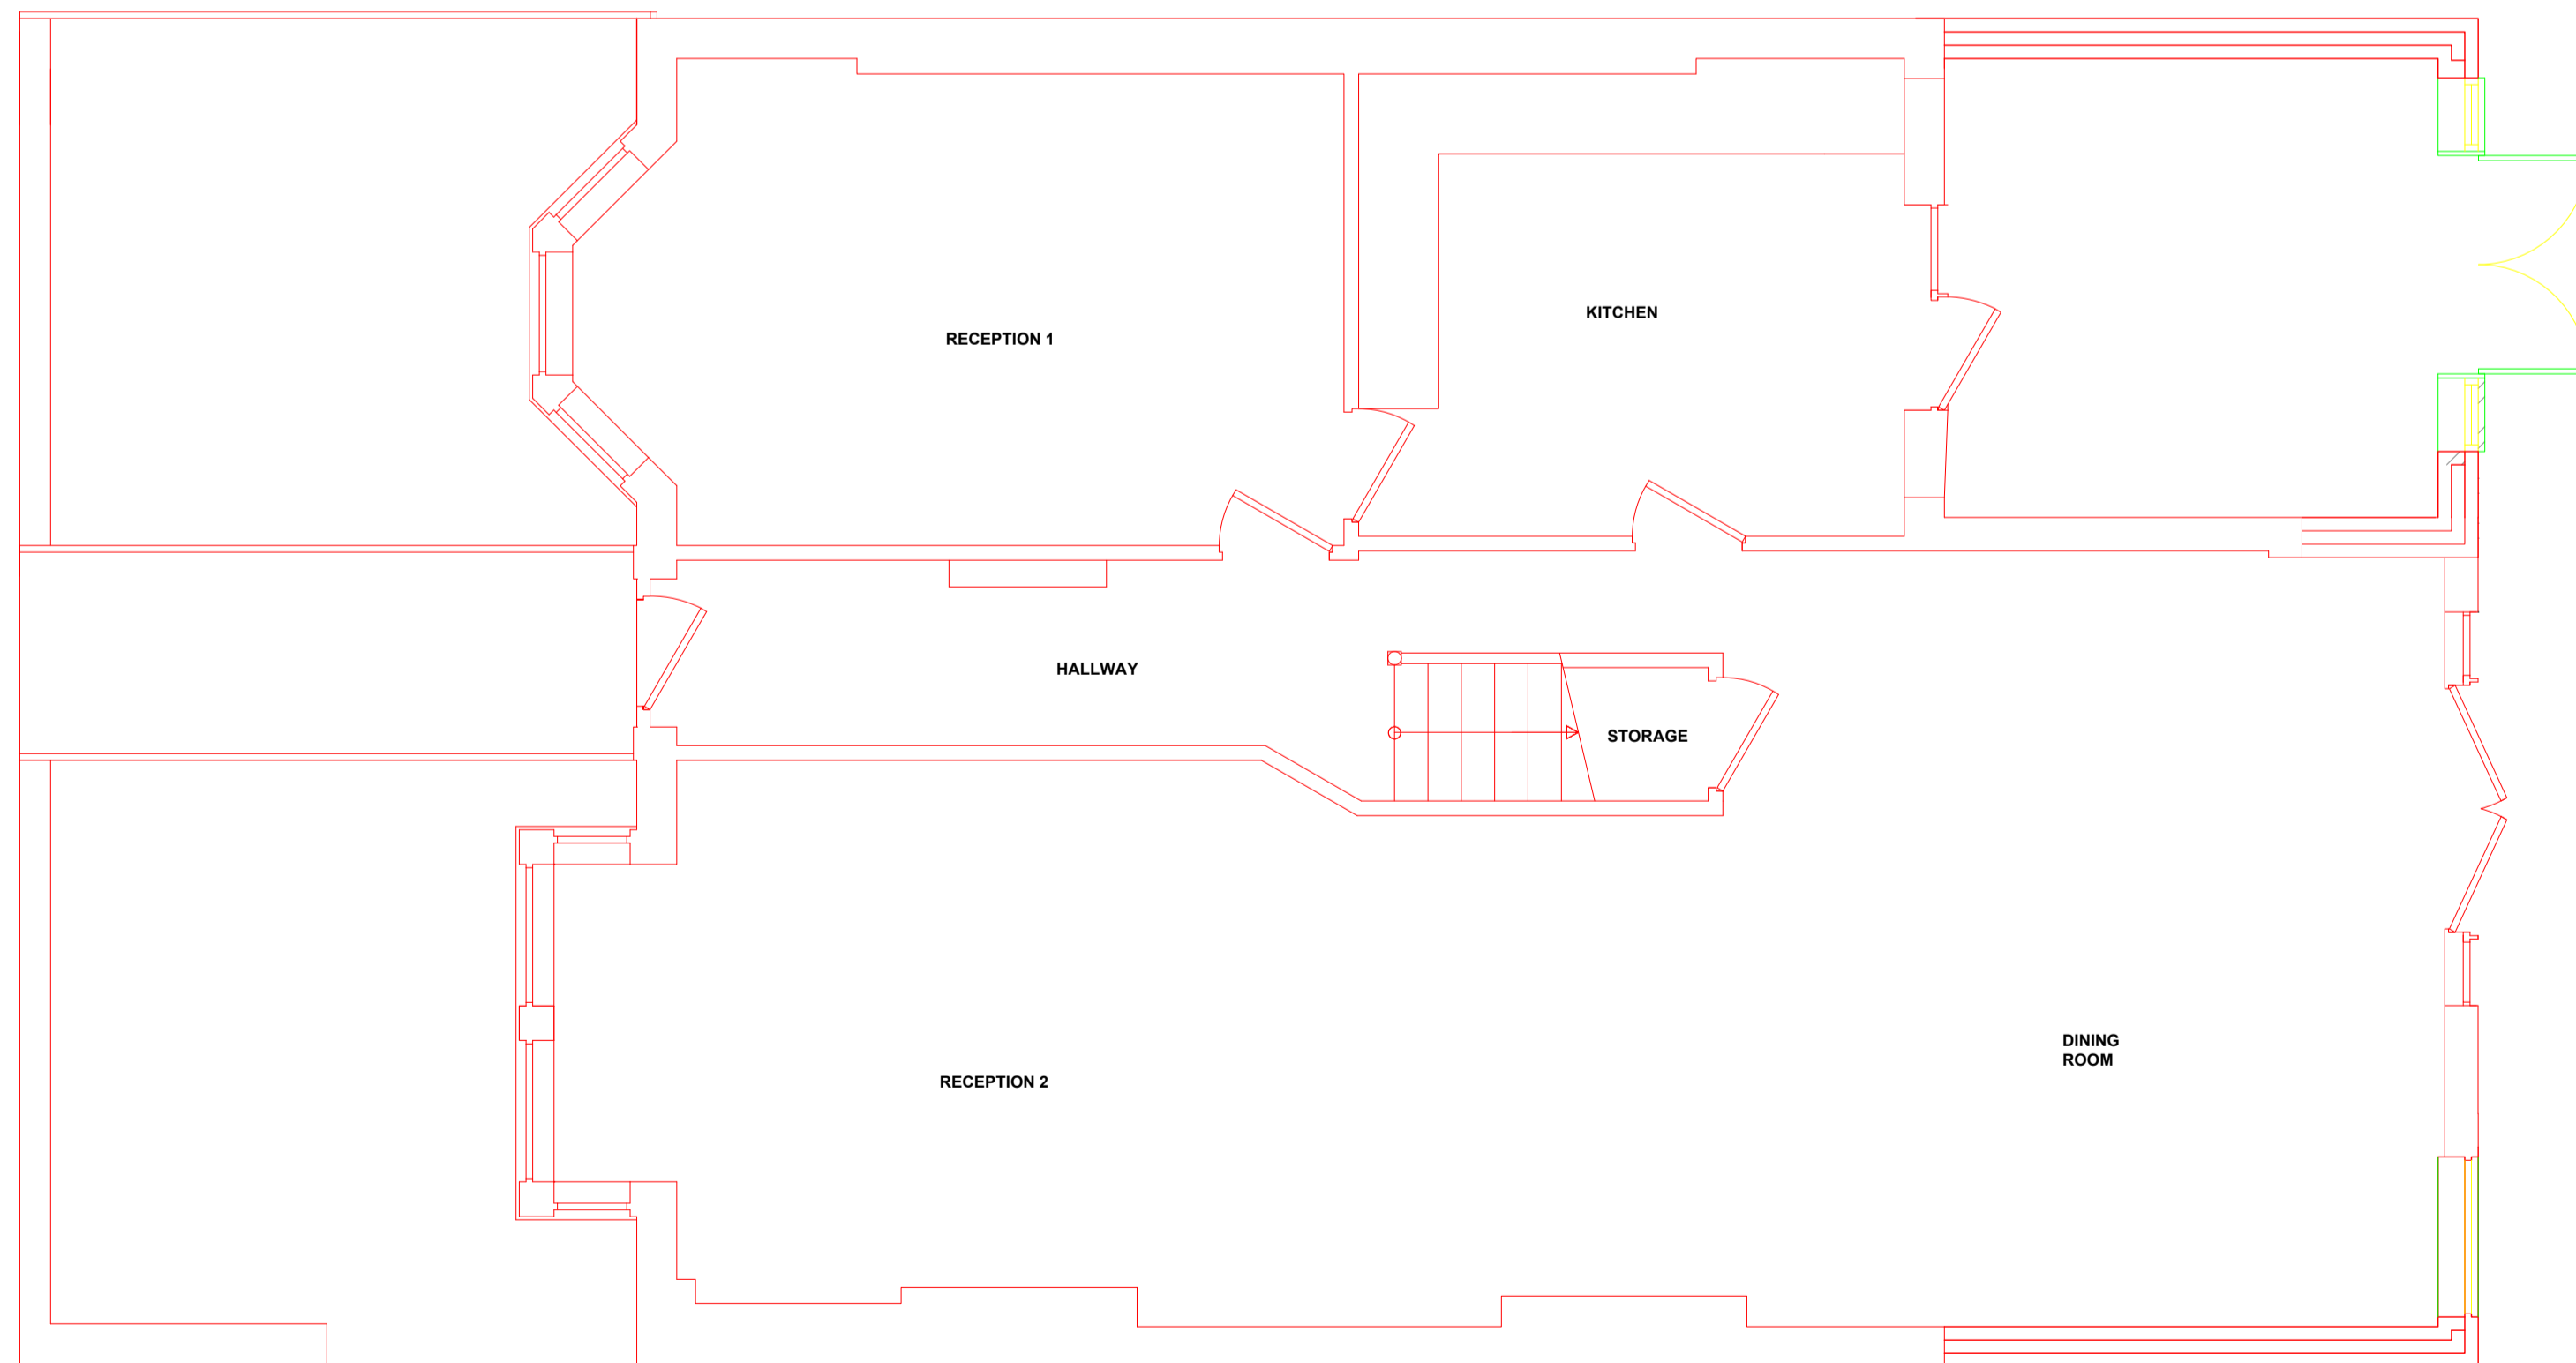 KITCHEN
RECEPTION 1
HALLWAY
STORAGE
DINING
ROOM
RECEPTION 2